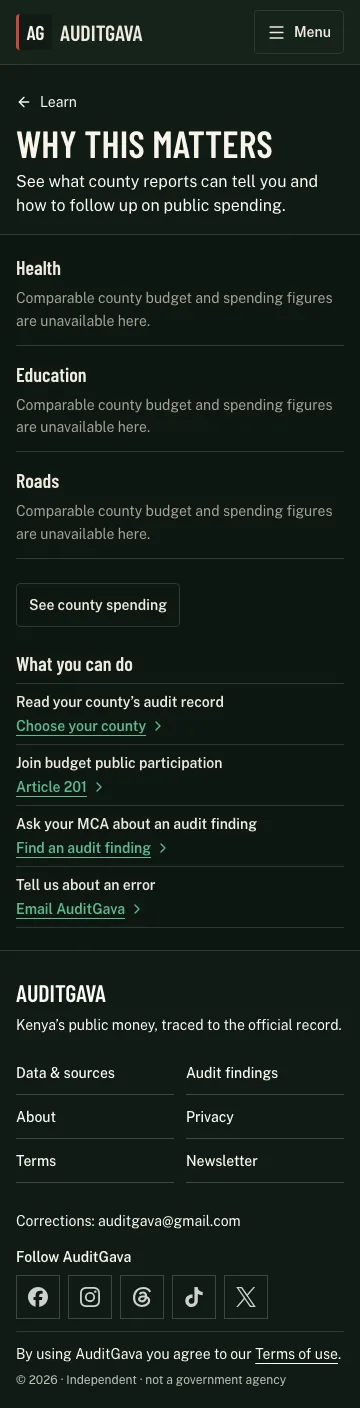 AG AUDITGAVA
Menu
Learn
WHY THIS MATTERS
See what county reports can tell you and
how to follow up on public spending.
Health
Comparable county budget and spending figures
are unavailable here.
Education
Comparable county budget and spending figures
are unavailable here.
Roads
Comparable county budget and spending figures
are unavailable here.
See county spending
What you can do
Read your county’s audit record
Choose your county
Join budget public participation
Article 201
Ask your MCA about an audit finding
Find an audit finding
Tell us about an error
Email AuditGava
AUDITGAVA
Kenya’s public money, traced to the official record.
Data & sources
Audit findings
About
Privacy
Terms
Newsletter
Corrections: auditgava@gmail.com
Follow AuditGava
By using AuditGava you agree to our Terms of use.
© 2026 · Independent · not a government agency